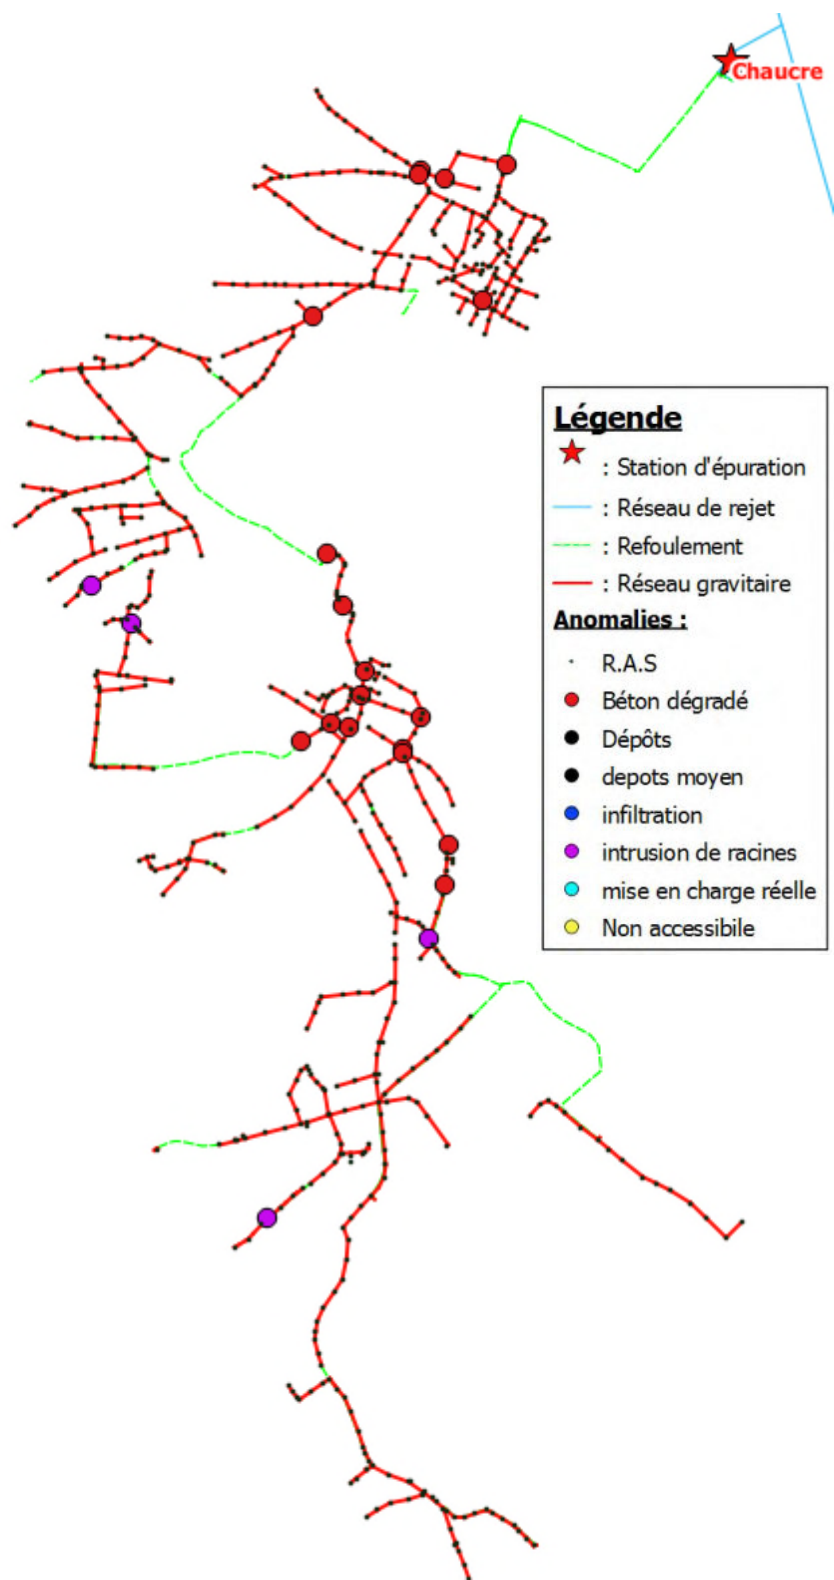 Chaucre
Légende
: Station d'épuration
: Réseau de rejet
: Refoulement
: Réseau gravitaire
Anomalies :
R.A.S
Béton dégradé
Dépôts
depots moyen
infiltration
intrusion de racines
mise en charge réelle
Non accessibile